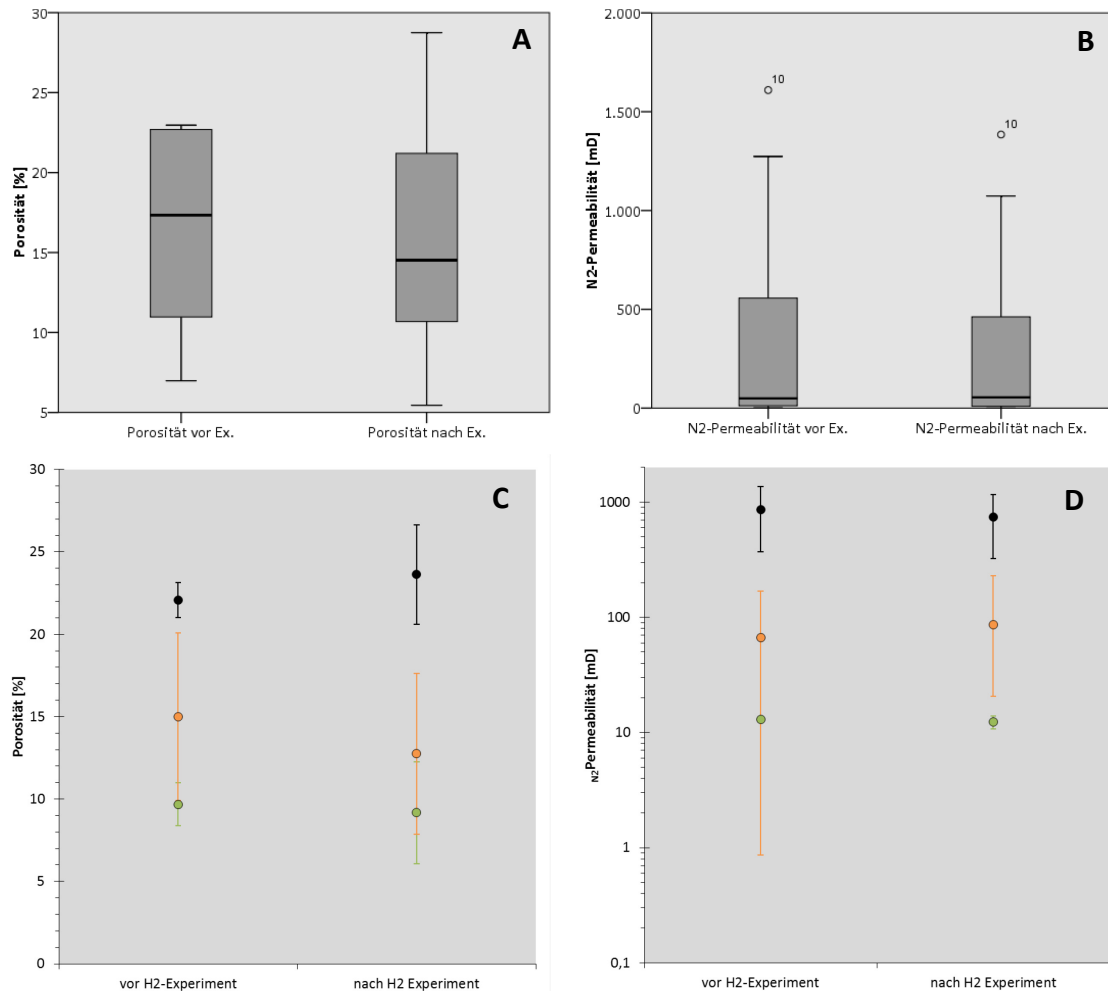 A
30
25
20
15
10
5
Porosität [%]
Porosität vor Ex.
Porosität nach Ex.
B
2.000
1.500
1.000
500
0
N2-Permeabilität [mD]
10
10
N2-Permeabilität vor Ex.
N2-Permeabilität nach Ex.
C
30
25
20
15
10
5
0
Porosität [%]
vor H2-Experiment
nach H2 Experiment
D
1000
100
10
1
0,1
N2Permeabilität [mD]
vor H2-Experiment
nach H2 Experiment